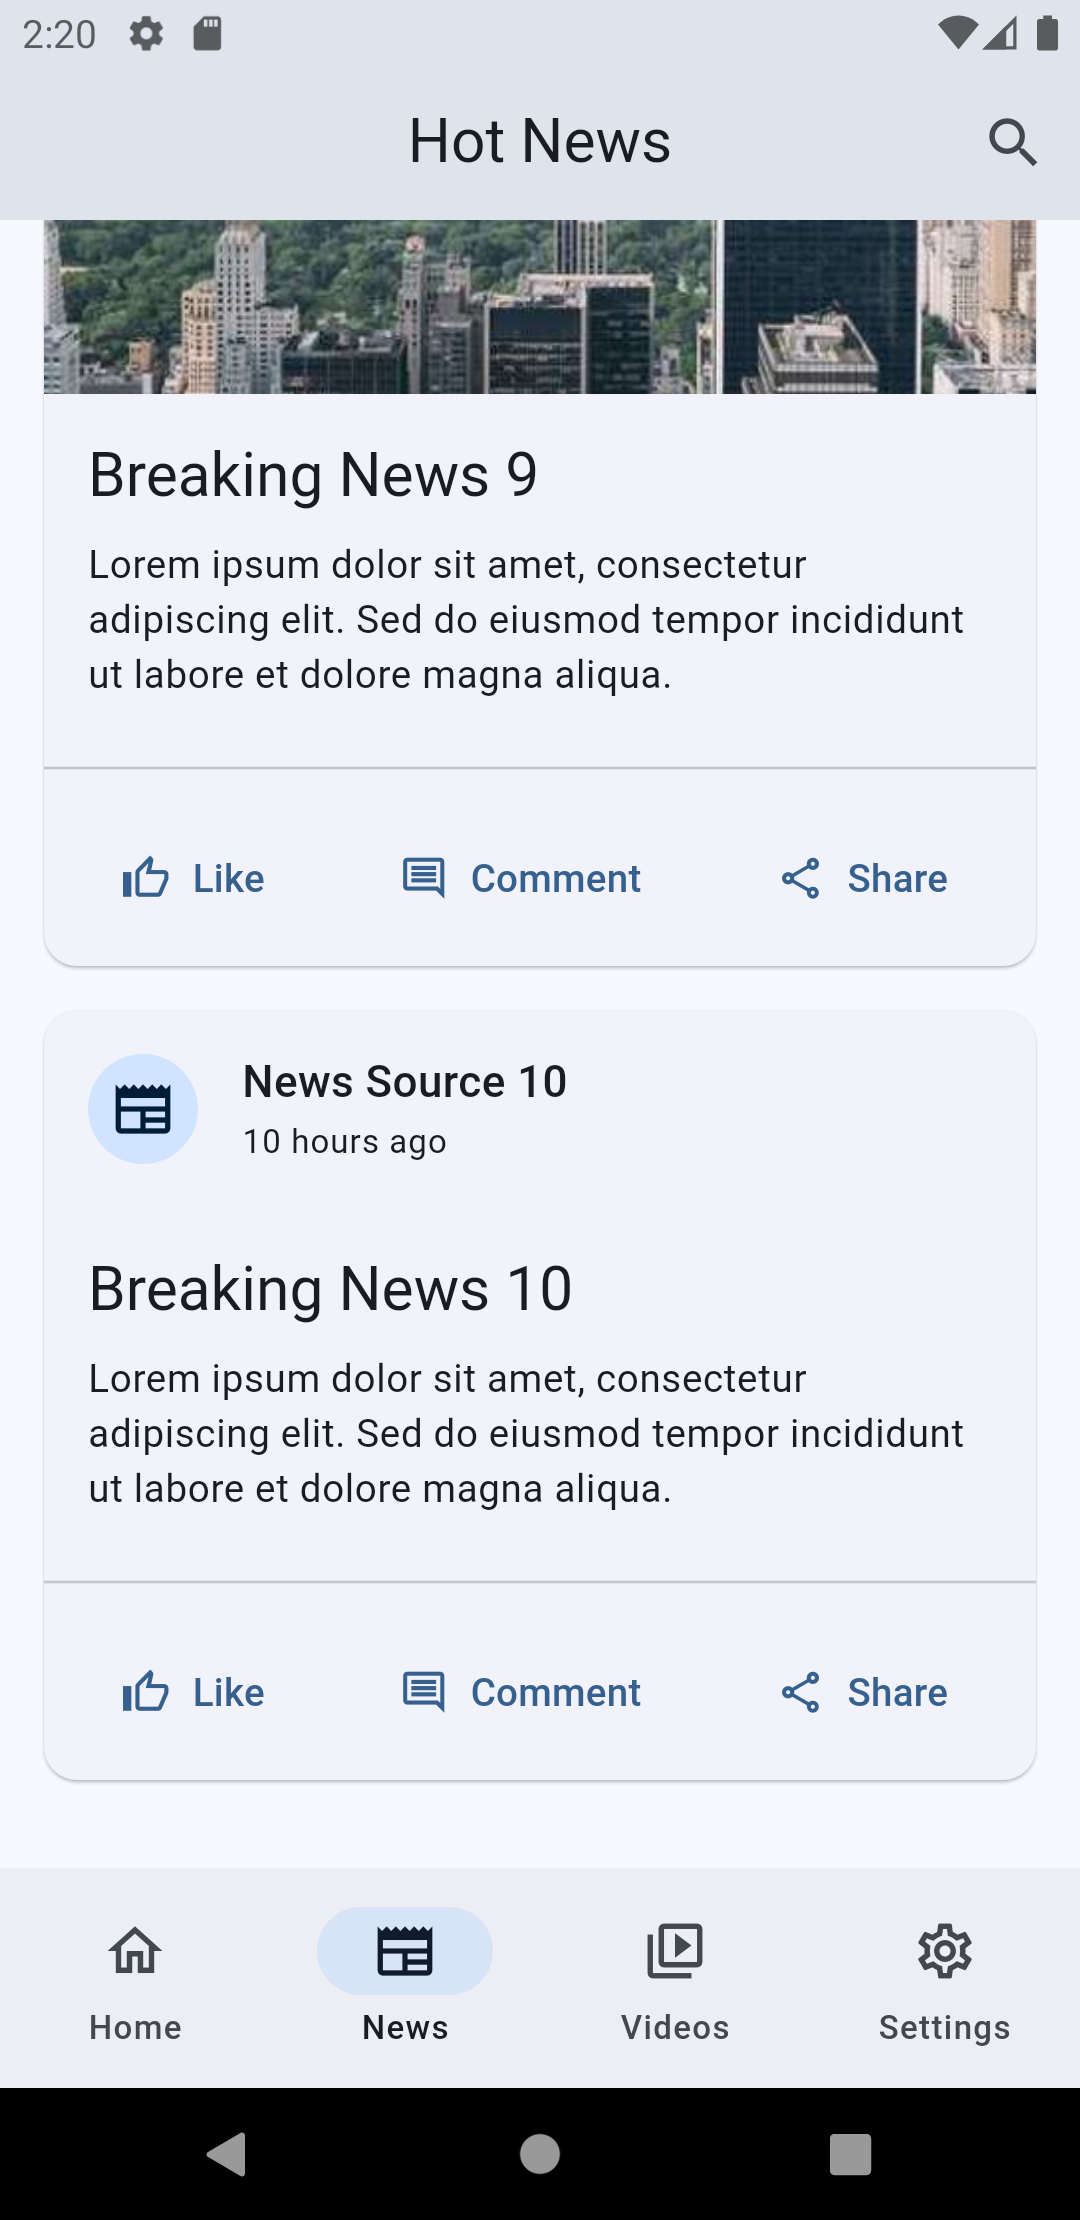 2:20
Hot News
Breaking News 9
Lorem ipsum dolor sit amet, consectetur
adipiscing elit. Sed do eiusmod tempor incididunt
ut labore et dolore magna aliqua.
Like
Comment
Share
News Source 10
10 hours ago
Breaking News 10
Lorem ipsum dolor sit amet, consectetur
adipiscing elit. Sed do eiusmod tempor incididunt
ut labore et dolore magna aliqua.
Like
Comment
Share
Home
News
Videos
Settings